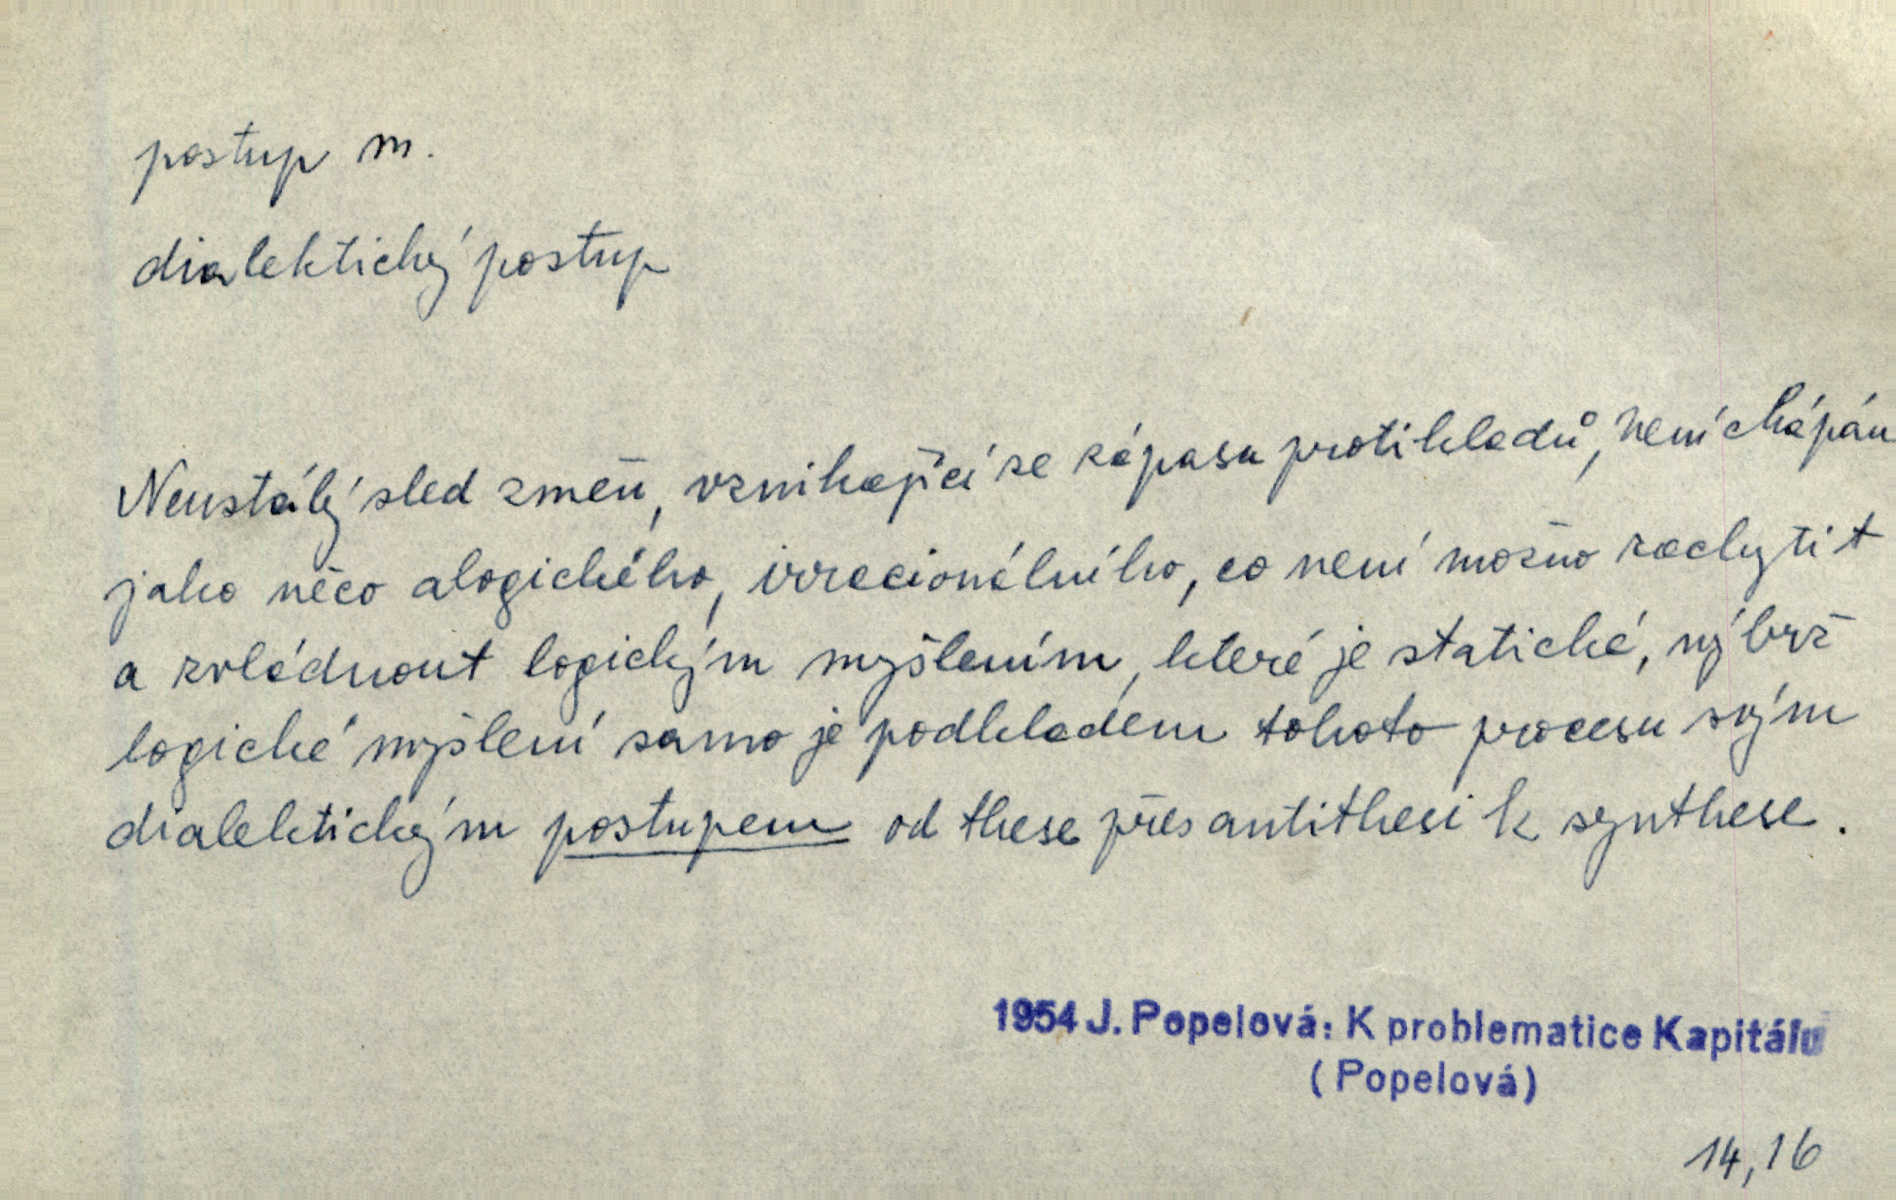 postup m.
dialektický postup
Neustálý sled změn, vznikající ze zápasu protikladů, není chápán
jako něco alogického, irracionálního, co není možno zachytit
a zvládnout logickým myšlením, které je statické, nýbrž
logické myšlení samo je podkladem tohoto procesu svým
dialektickým postupem od these přes antithesi k synthese.
1954 J. Popelová: K problematice Kapitálu
(Popelová)
14,16